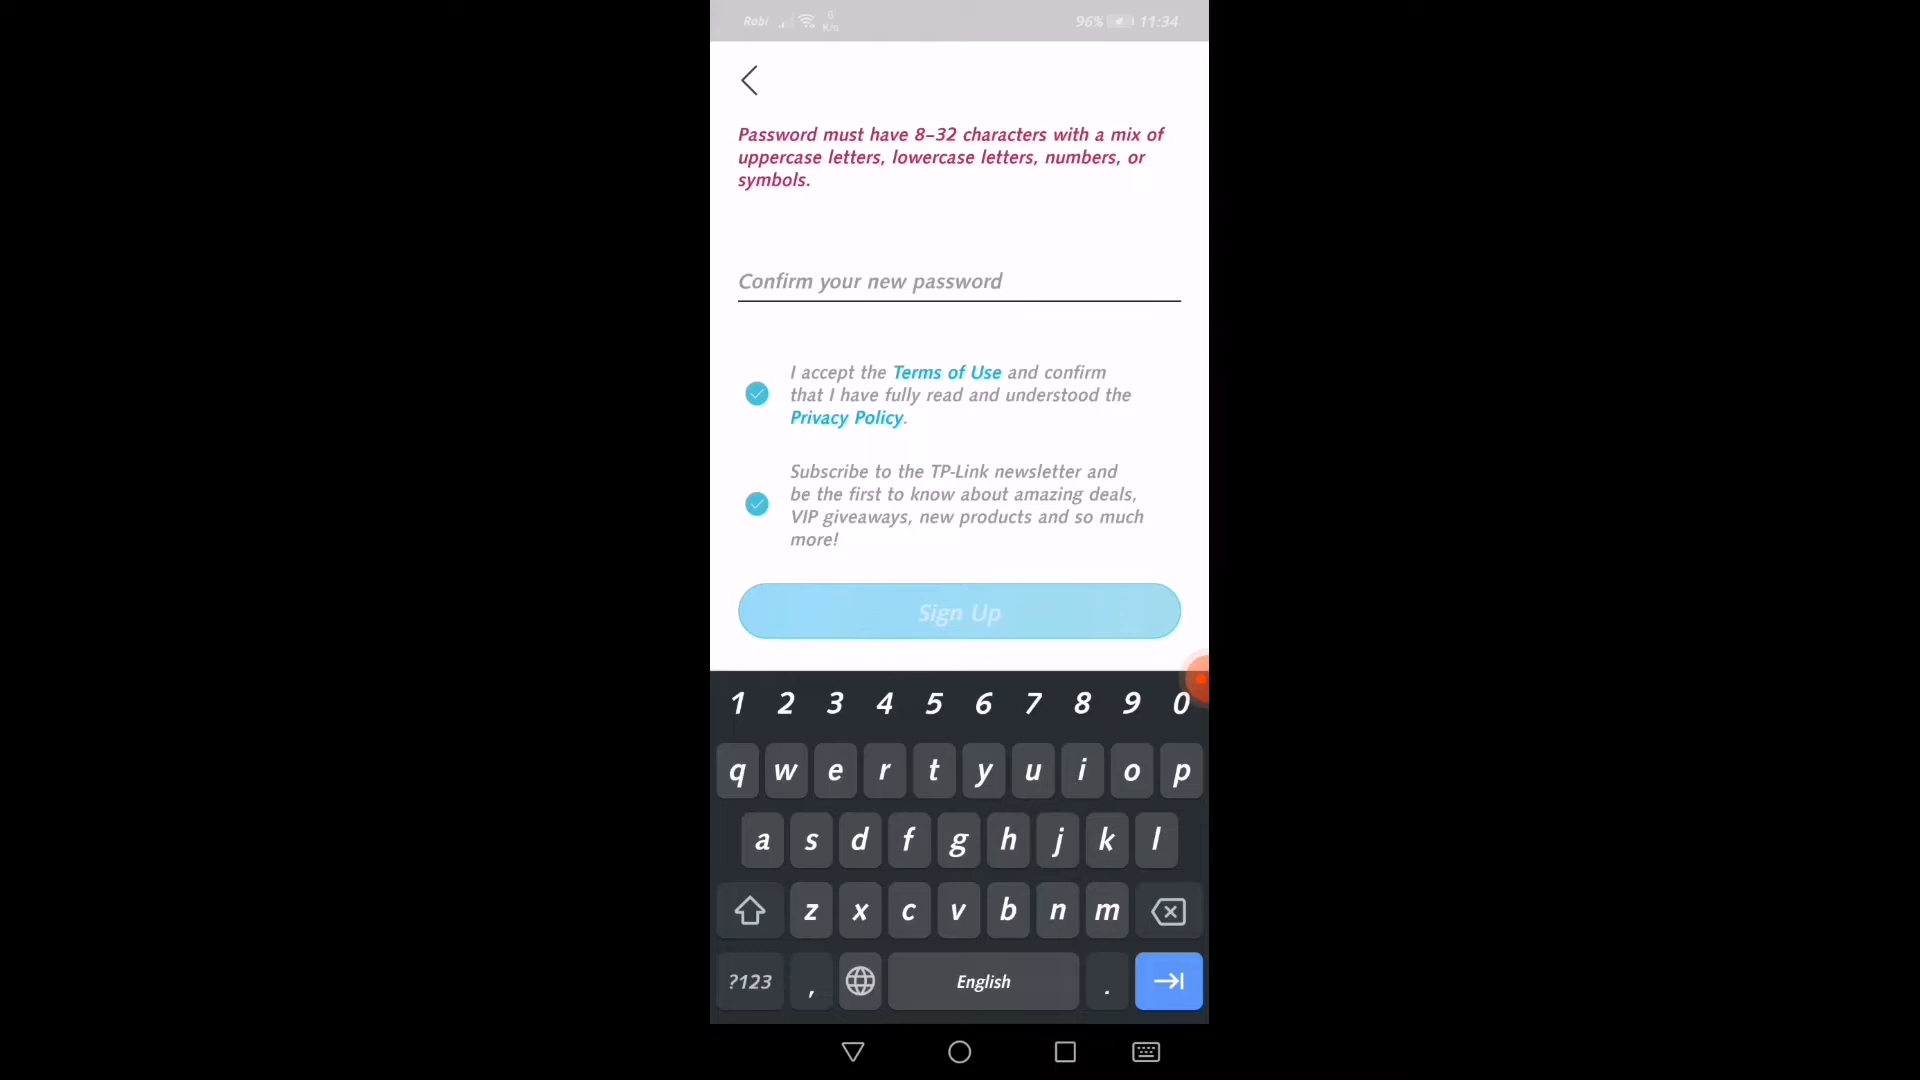 Robi 0 K/s 96% 11:34
Password must have 8–32 characters with a mix of
uppercase letters, lowercase letters, numbers, or
symbols.
Confirm your new password
I accept the Terms of Use and confirm
that I have fully read and understood the
Privacy Policy.
Subscribe to the TP-Link newsletter and
be the first to know about amazing deals,
VIP giveaways, new products and so much
more!
Sign Up
1 2 3 4 5 6 7 8 9 0
q w e r t y u i o p
a s d f g h j k l
z x c v b n m
?123 , English .